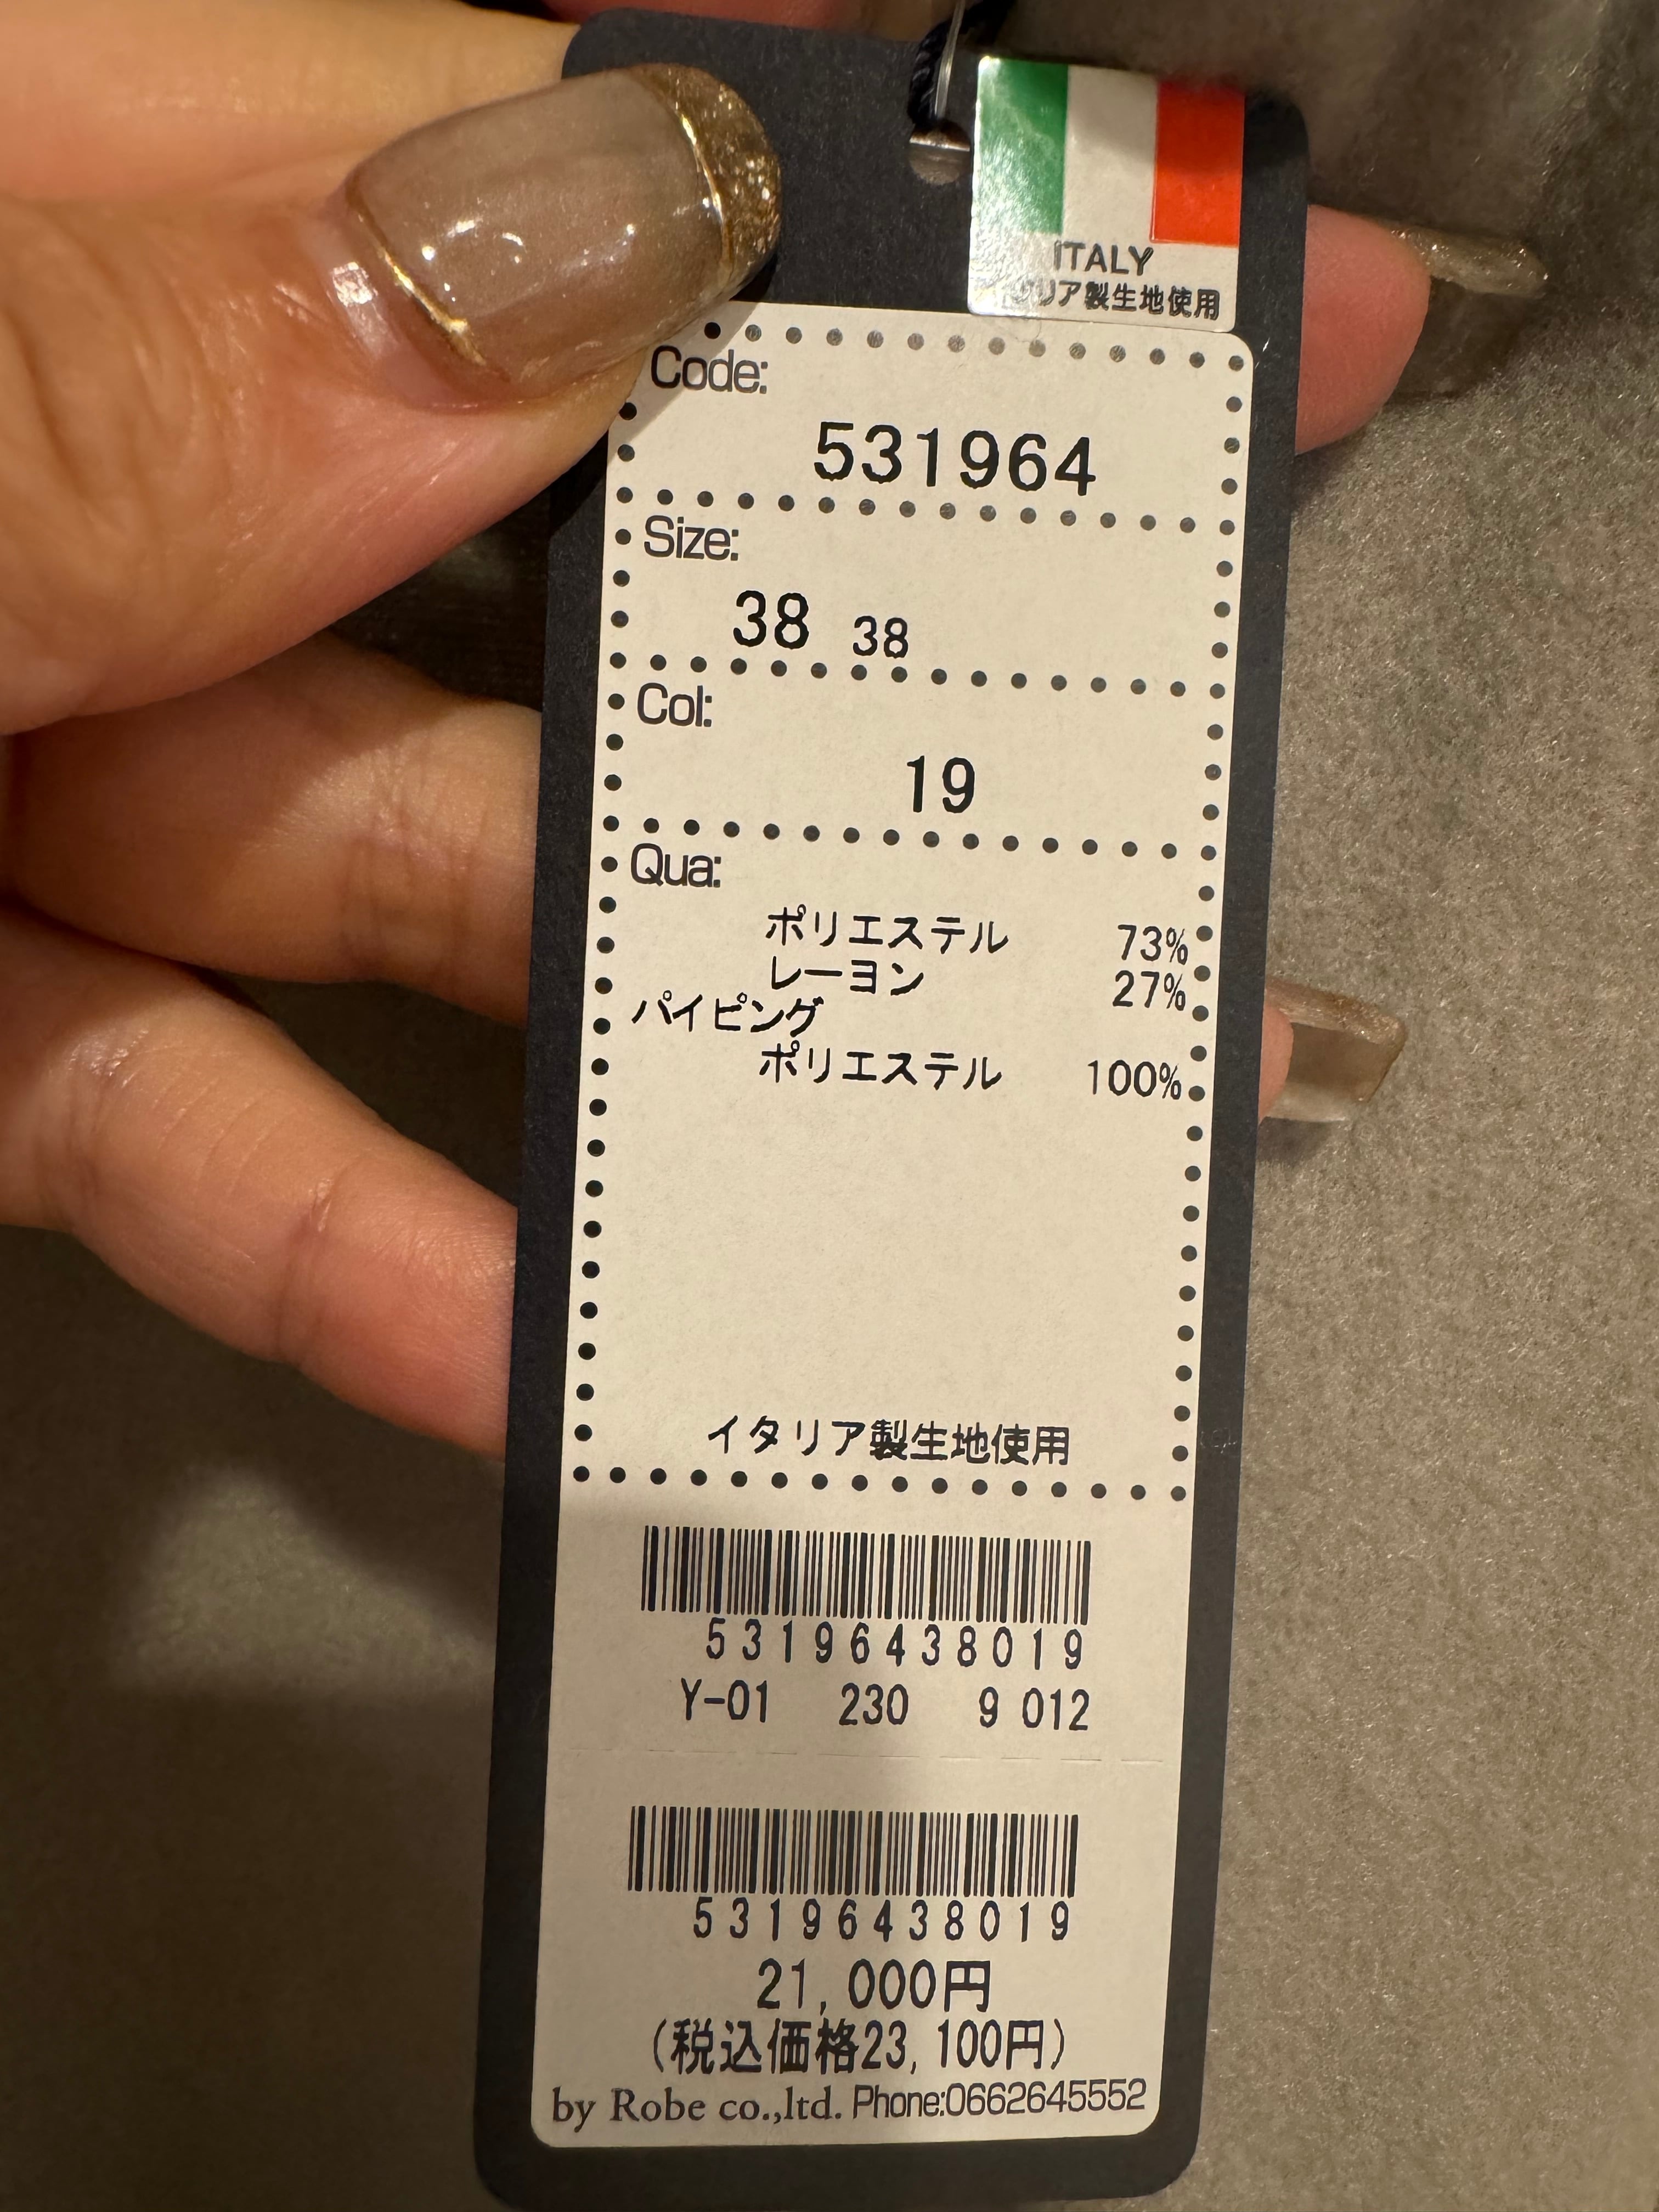 ITALY
リア製生地使用
Code:
531964
Size:
38 38
Col:
19
Qua:
ポリエステル 73%
レーヨン 27%
パイピング
ポリエステル 100%
イタリア製生地使用
53196438019
Y-01 230 9 012
53196438019
21,000円
(税込価格23,100円)
by Robe co.,ltd. Phone:0662645552